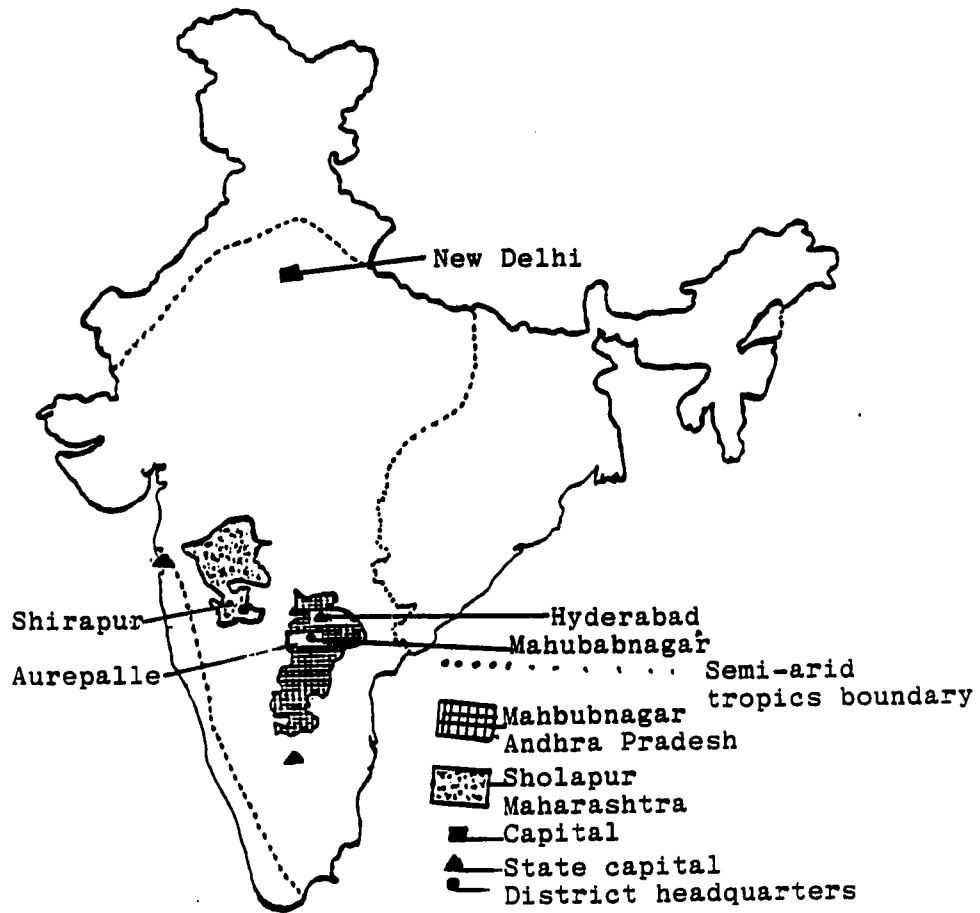 New Delhi
Shirapur
Hyderabad
Mahubabnagar
Aurepalle
Semi-arid
tropics boundary
Mahbubnagar
Andhra Pradesh
Sholapur
Maharashtra
Capital
State capital
District headquarters